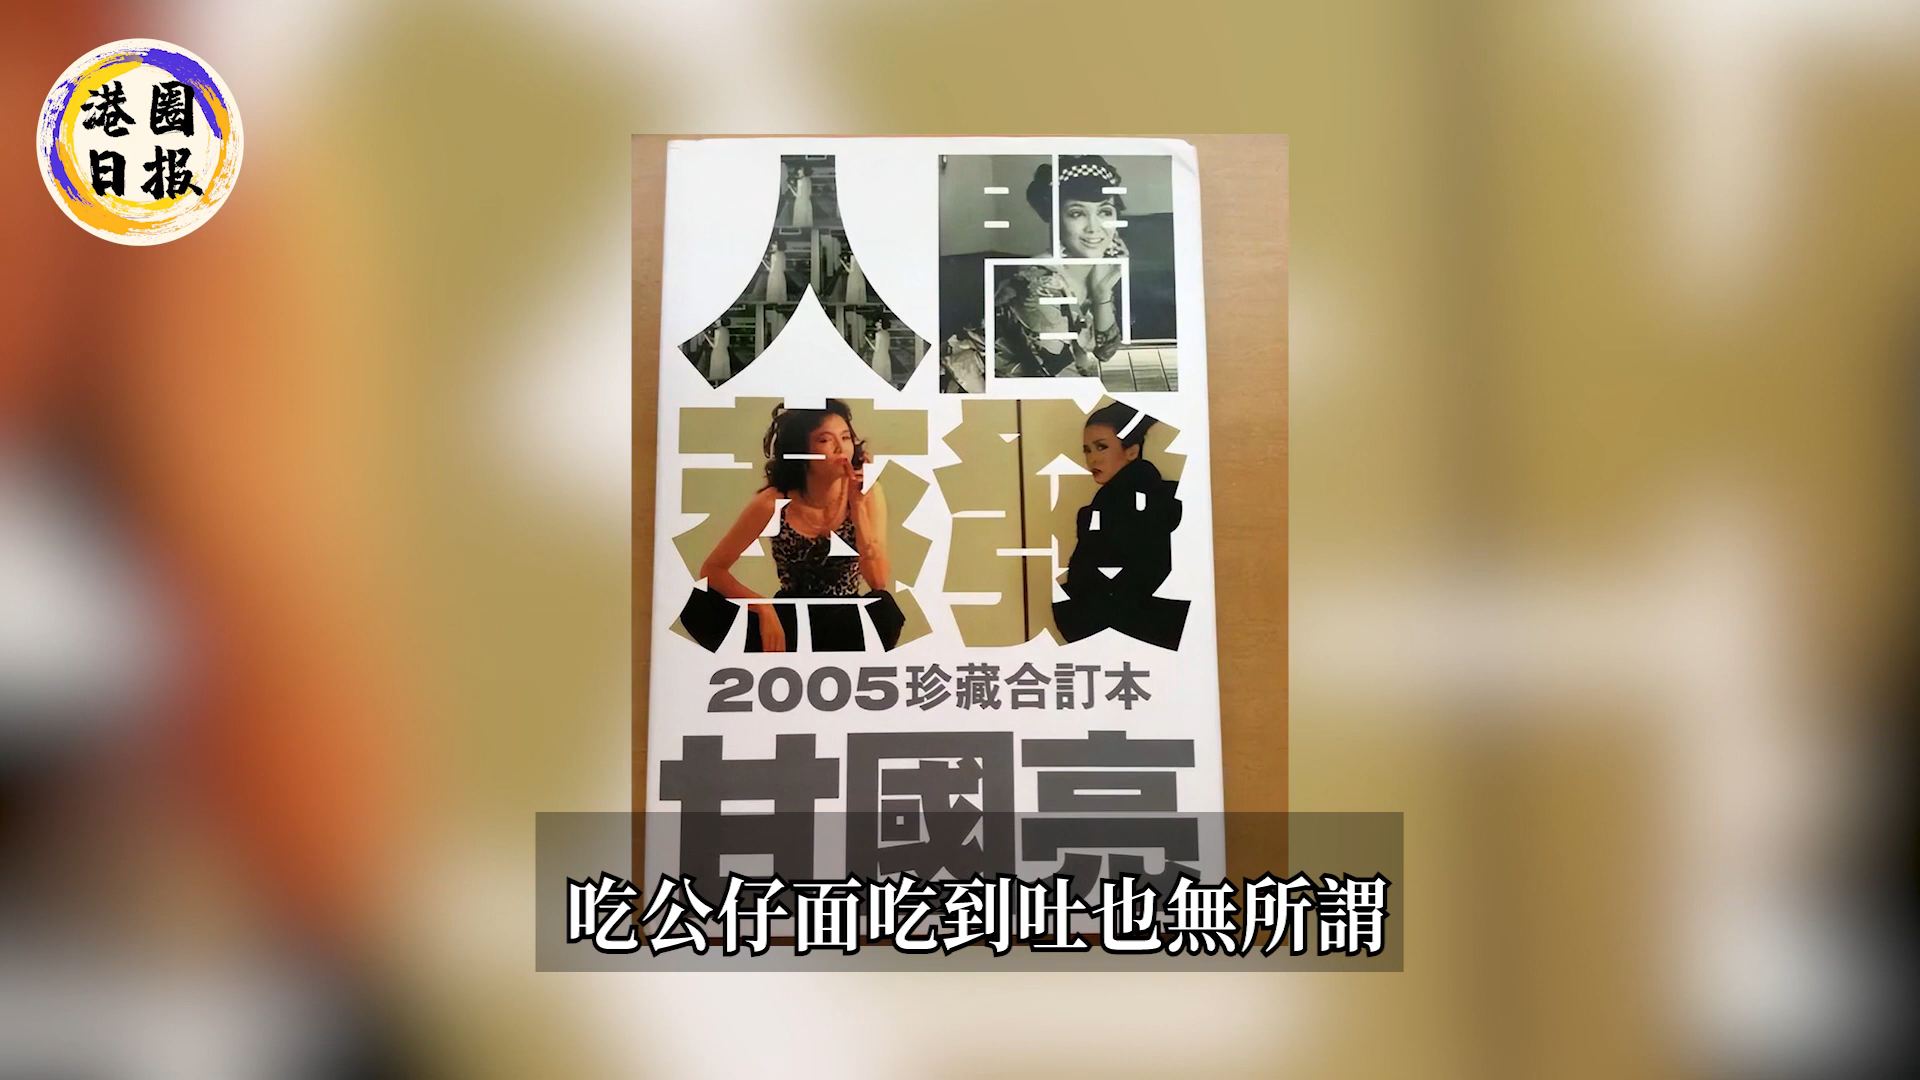 港圈
日报
人間
蒸發
2005珍藏合訂本
甘國亮
吃公仔面吃到吐也無所謂